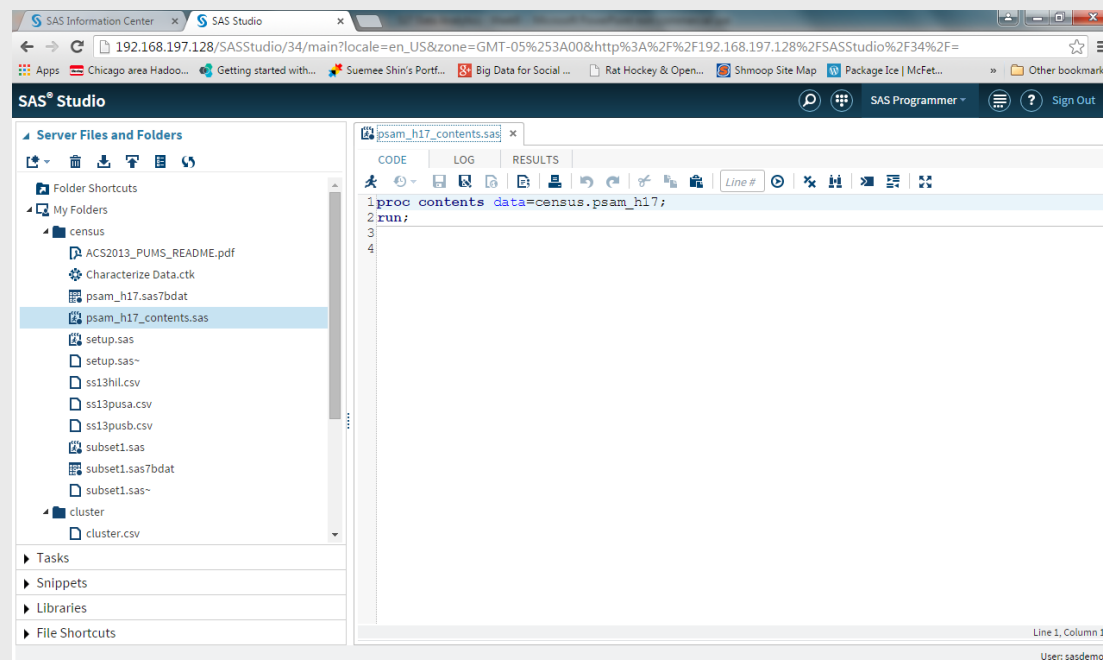 SAS Information Center
SAS Studio
192.168.197.128/SASStudio/34/main?locale=en_US&zone=GMT-05%253A00&http%3A%2F%2F192.168.197.128%2FSASStudio%2F34%2F=
Apps Chicago area Hadoo... Getting started with... Suemee Shin's Portf... Big Data for Social ... Rat Hockey & Open... Shmoop Site Map Package Ice | McFet... » Other bookmark
SAS® Studio
SAS Programmer
? Sign Out
Server Files and Folders
Folder Shortcuts
My Folders
census
ACS2013_PUMS_README.pdf
Characterize Data.ctk
psam_h17.sas7bdat
psam_h17_contents.sas
setup.sas
setup.sas~
ss13hil.csv
ss13pusa.csv
ss13pusb.csv
subset1.sas
subset1.sas7bdat
subset1.sas~
cluster
cluster.csv
Tasks
Snippets
Libraries
File Shortcuts
psam_h17_contents.sas
CODE LOG RESULTS
Line #
1 proc contents data=census.psam_h17;
2 run;
3
4
Line 1, Column 1
User: sasdemo